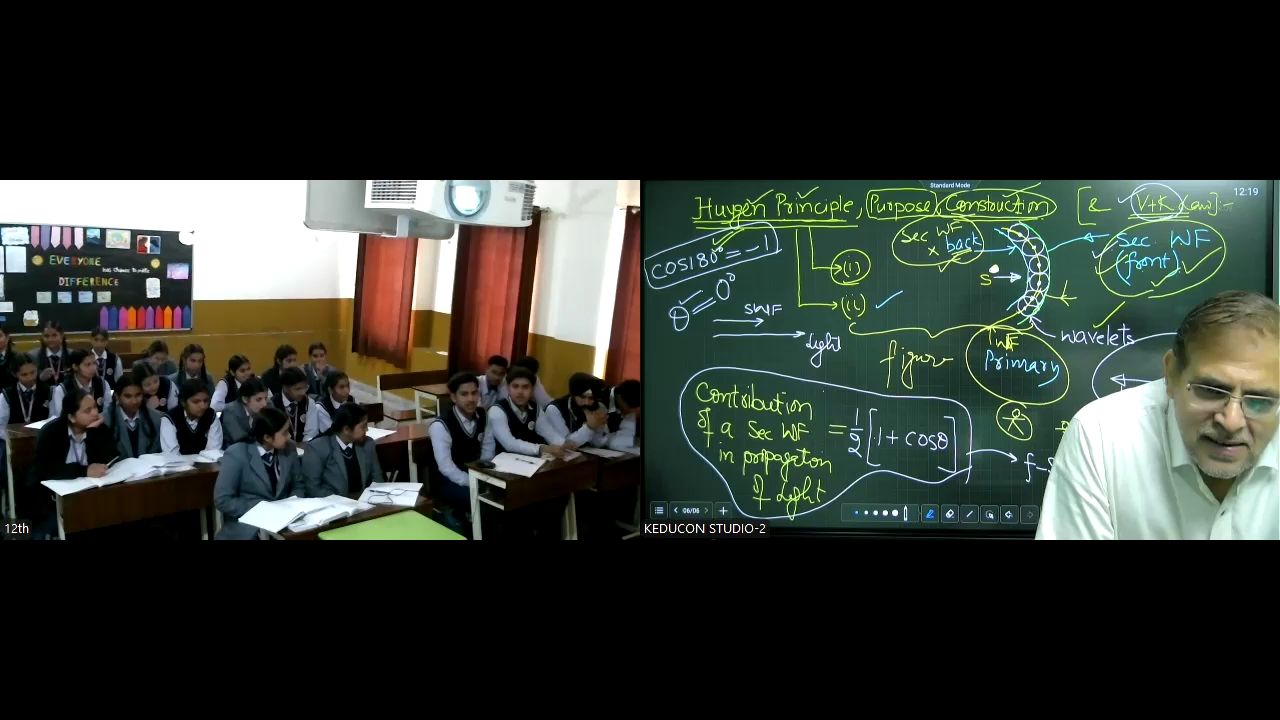 EVERYONE
DIFFERENCE
12th
Standard Mode
12:19
Huygen Principle, Purpose, Construction [& V+K Law]:-
COS180° = -1
Sec WF
× back
Sec. WF
(front)
(i)
S
θ = 0°
SWF
(ii)
light
wavelets
figure
WF
Primary
Contribution
of a Sec WF
in propagation
of light
= 1/2 [1 + cosθ]
06/06
KEDUCON STUDIO-2